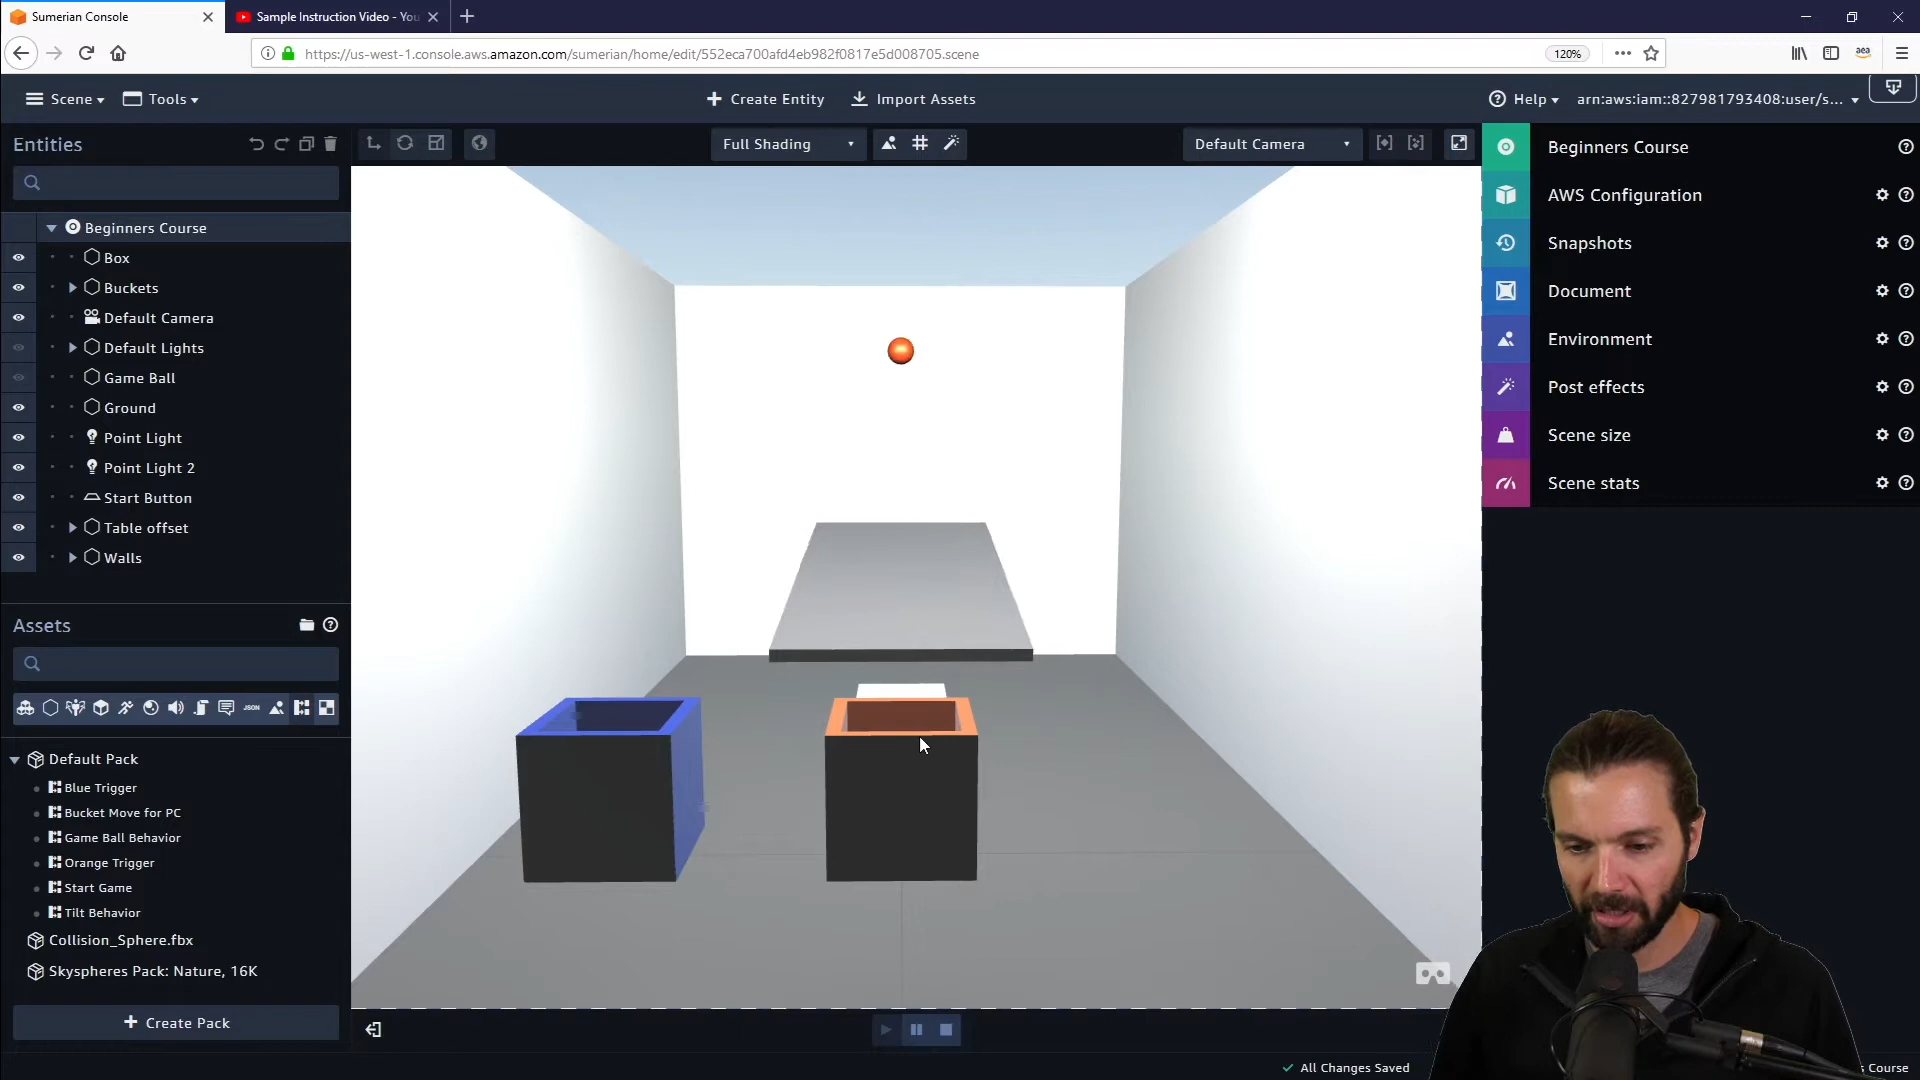 Sumerian Console
Sample Instruction Video - You
https://us-west-1.console.aws.amazon.com/sumerian/home/edit/552eca700afd4eb982f0817e5d008705.scene
120%
aea
Scene
Tools
Create Entity
Import Assets
Help
arn:aws:iam::827981793408:user/s...
Entities
Full Shading
Default Camera
Beginners Course
Box
Buckets
Default Camera
Default Lights
Game Ball
Ground
Point Light
Point Light 2
Start Button
Table offset
Walls
Assets
JSON
Default Pack
Blue Trigger
Bucket Move for PC
Game Ball Behavior
Orange Trigger
Start Game
Tilt Behavior
Collision_Sphere.fbx
Skyspheres Pack: Nature, 16K
Create Pack
Beginners Course
AWS Configuration
Snapshots
Document
Environment
Post effects
Scene size
Scene stats
All Changes Saved
Course